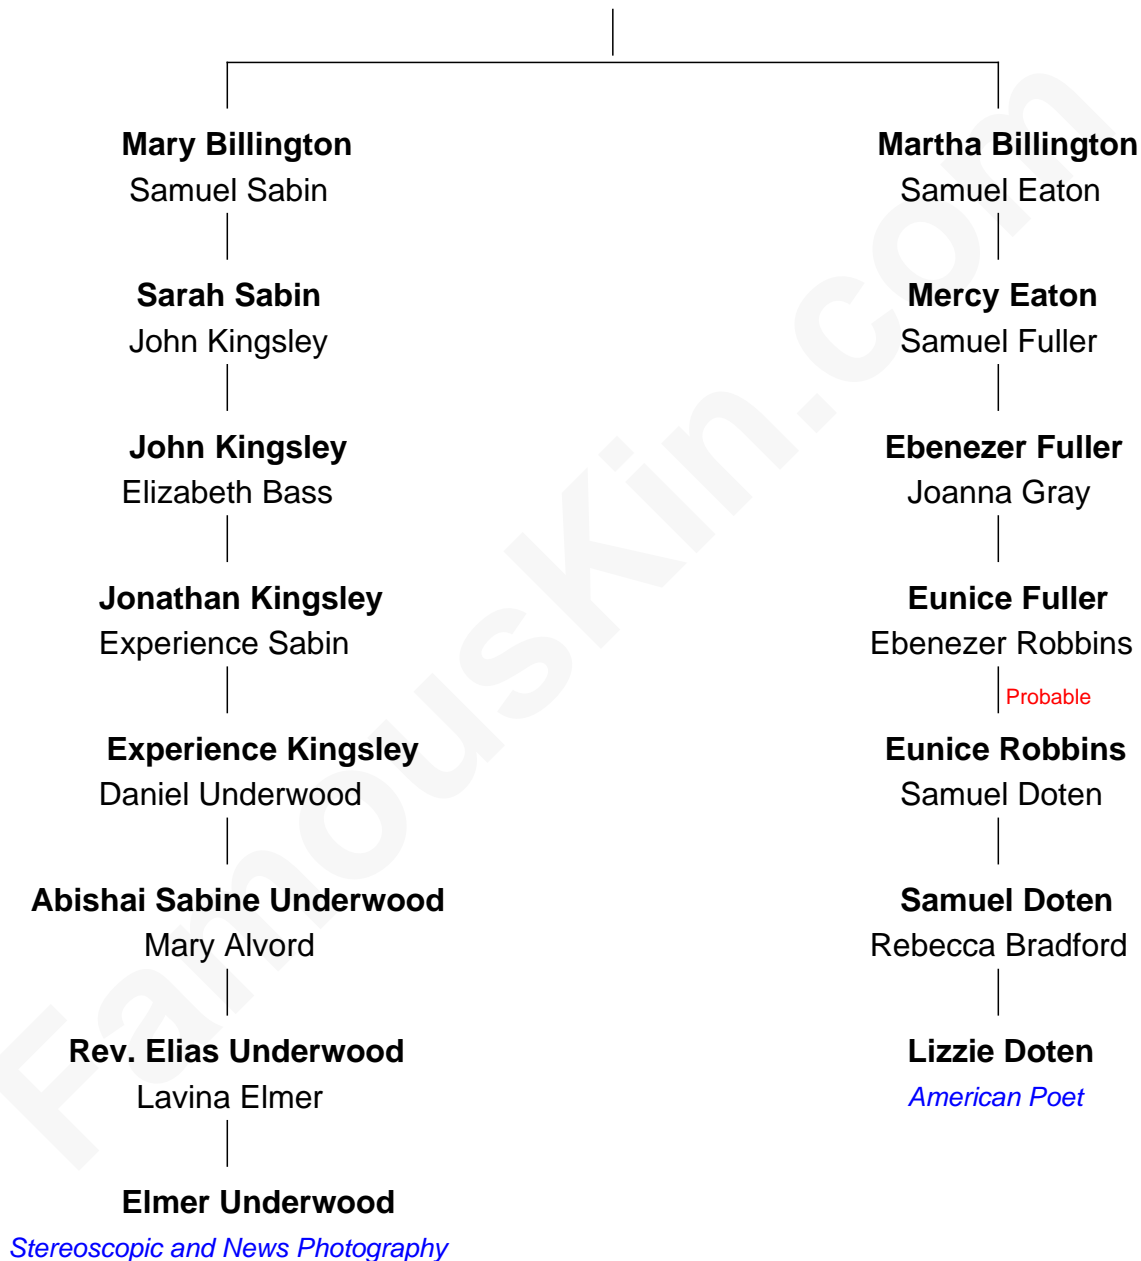 Mary Billington
Samuel Sabin
Sarah Sabin
John Kingsley
John Kingsley
Elizabeth Bass
Jonathan Kingsley
Experience Sabin
Experience Kingsley
Daniel Underwood
Abishai Sabine Underwood
Mary Alvord
Rev. Elias Underwood
Lavina Elmer
Elmer Underwood
Stereoscopic and News Photography
Martha Billington
Samuel Eaton
Mercy Eaton
Samuel Fuller
Ebenezer Fuller
Joanna Gray
Eunice Fuller
Ebenezer Robbins
Probable
Eunice Robbins
Samuel Doten
Samuel Doten
Rebecca Bradford
Lizzie Doten
American Poet
FamousKin.com